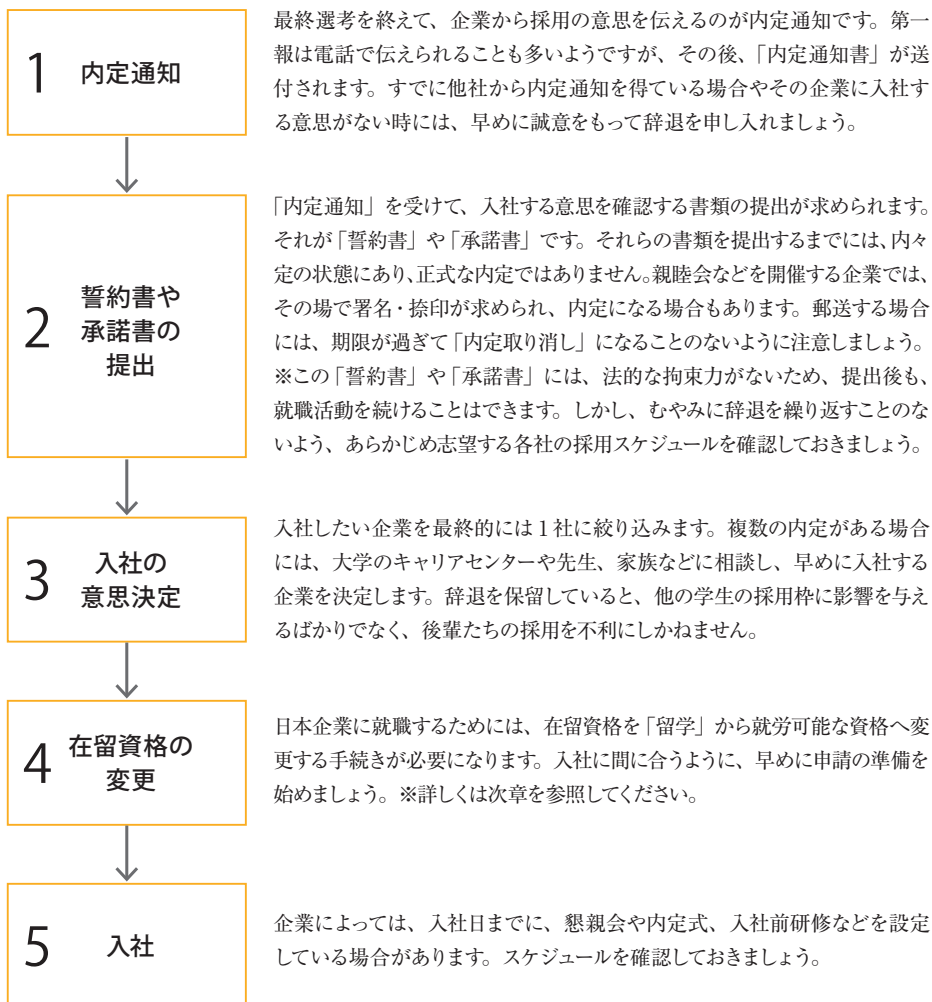 1 内定通知
最終選考を終えて、企業から採用の意思を伝えるのが内定通知です。第一
報は電話で伝えられることも多いようですが、その後、「内定通知書」が送
付されます。すでに他社から内定通知を得ている場合やその企業に入社す
る意思がない時には、早めに誠意をもって辞退を申し入れましょう。
2 誓約書や
承諾書の
提出
「内定通知」を受けて、入社する意思を確認する書類の提出が求められます。
それが「誓約書」や「承諾書」です。それらの書類を提出するまでには、内々
定の状態にあり、正式な内定ではありません。親睦会などを開催する企業では、
その場で署名・捺印が求められ、内定になる場合もあります。郵送する場合
には、期限が過ぎて「内定取り消し」になることのないように注意しましょう。
※この「誓約書」や「承諾書」には、法的な拘束力がないため、提出後も、
就職活動を続けることはできます。しかし、むやみに辞退を繰り返すことのな
いよう、あらかじめ志望する各社の採用スケジュールを確認しておきましょう。
3 入社の
意思決定
入社したい企業を最終的には1社に絞り込みます。複数の内定がある場合
には、大学のキャリアセンターや先生、家族などに相談し、早めに入社する
企業を決定します。辞退を保留していると、他の学生の採用枠に影響を与え
るばかりでなく、後輩たちの採用を不利にしかねません。
4 在留資格の
変更
日本企業に就職するためには、在留資格を「留学」から就労可能な資格へ変
更する手続きが必要になります。入社に間に合うように、早めに申請の準備を
始めましょう。※詳しくは次章を参照してください。
5 入社
企業によっては、入社日までに、懇親会や内定式、入社前研修などを設定
している場合があります。スケジュールを確認しておきましょう。